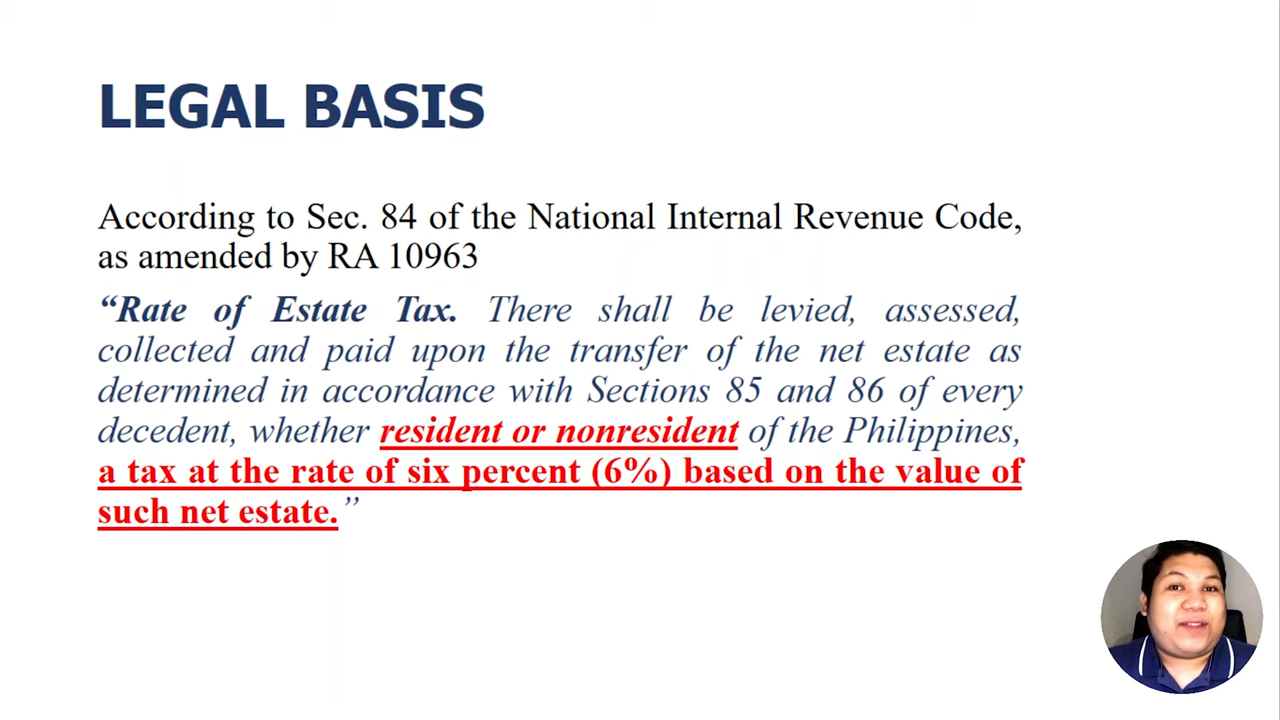 LEGAL BASIS
According to Sec. 84 of the National Internal Revenue Code,
as amended by RA 10963
“Rate of Estate Tax. There shall be levied, assessed,
collected and paid upon the transfer of the net estate as
determined in accordance with Sections 85 and 86 of every
decedent, whether resident or nonresident of the Philippines,
a tax at the rate of six percent (6%) based on the value of
such net estate.”